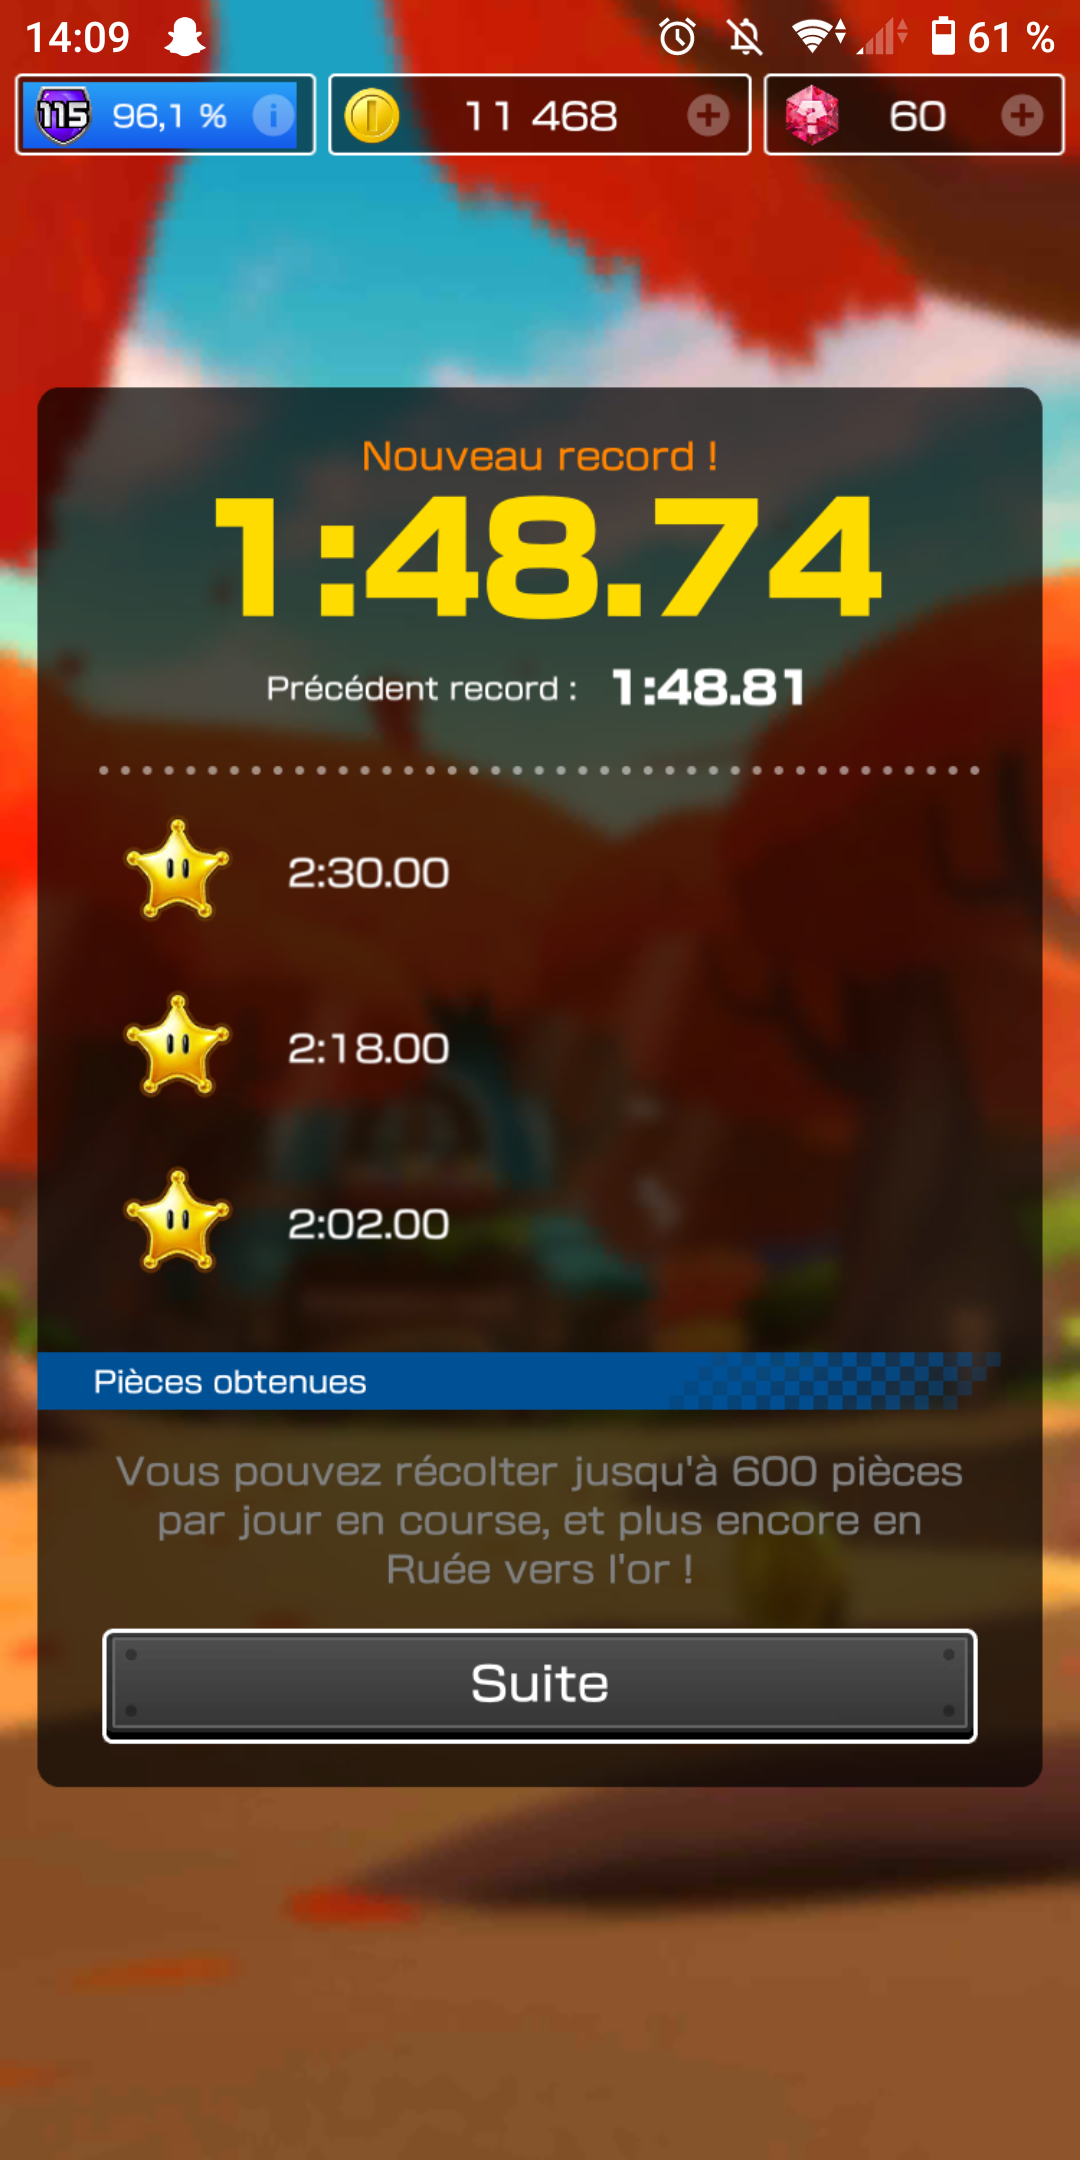 14:09 61 %
115 96,1 % i 11 468 + ? 60 +
Nouveau record !
1:48.74
Précédent record : 1:48.81
2:30.00
2:18.00
2:02.00
Pièces obtenues
Vous pouvez récolter jusqu'à 600 pièces
par jour en course, et plus encore en
Ruée vers l'or !
Suite